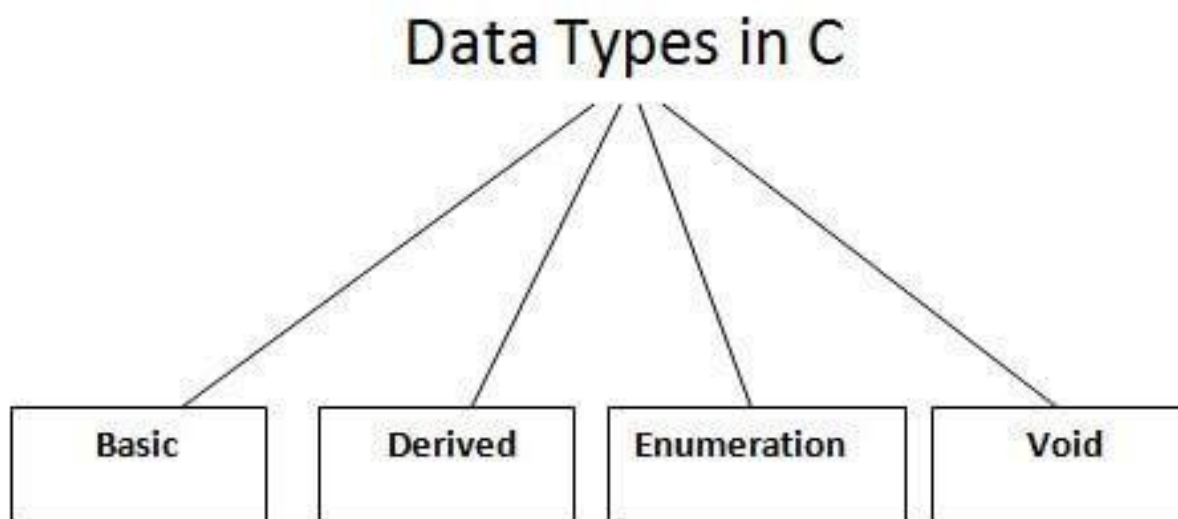 Data Types in C
Basic
Derived
Enumeration
Void